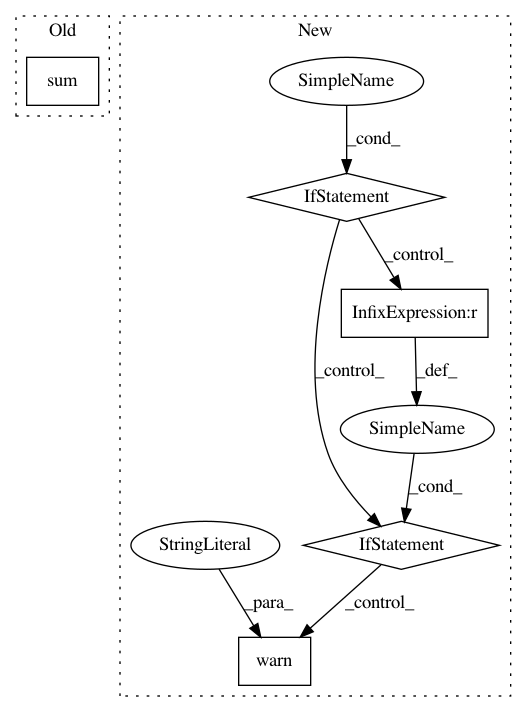 Old
New
sum
SimpleName
_cond_
IfStatement
_control_
InfixExpression:r
_control_
_def_
SimpleName
_cond_
StringLiteral
IfStatement
_para_
_control_
warn